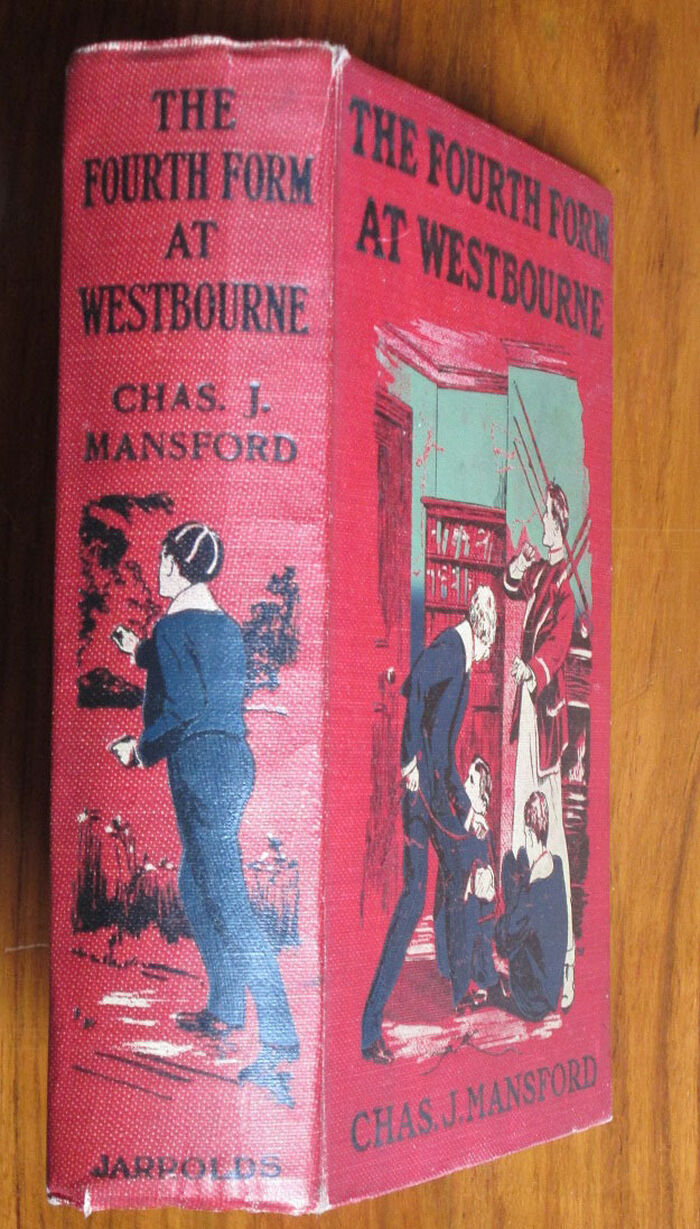 THE
FOURTH FORM
AT
WESTBOURNE
CHAS. J.
MANSFORD
JARROLDS
THE FOURTH FORM
AT WESTBOURNE
CHAS. J. MANSFORD